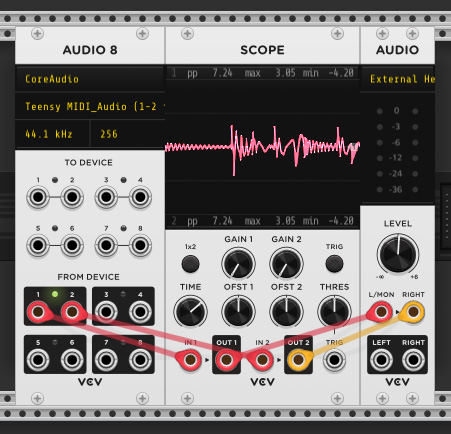 AUDIO 8
CoreAudio
Teensy MIDI_Audio (1-2
44.1 kHz
256
TO DEVICE
1 2 3 4
5 6 7 8
FROM DEVICE
1 2 3 4
5 6 7 8
VCV
SCOPE
1 pp 7.24 max 3.05 min -4.20
2 pp 7.24 max 3.05 min -4.20
1x2
GAIN 1
GAIN 2
TRIG
TIME
OFST 1
OFST 2
THRES
IN 1
OUT 1
IN 2
OUT 2
TRIG
VCV
AUDIO
External He
0
-3
-6
-12
-24
-36
LEVEL
-∞
+6
L/MON
RIGHT
LEFT
RIGHT
VCV